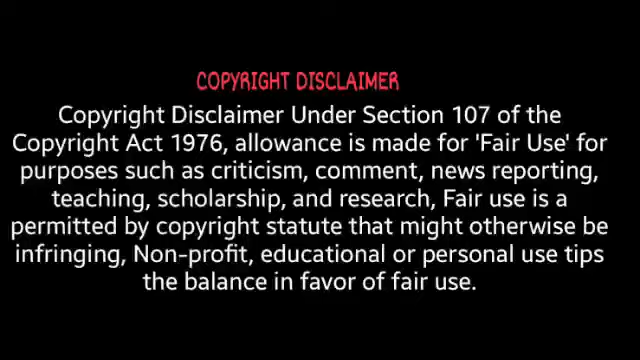 COPYRIGHT DISCLAIMER
Copyright Disclaimer Under Section 107 of the
Copyright Act 1976, allowance is made for 'Fair Use' for
purposes such as criticism, comment, news reporting,
teaching, scholarship, and research, Fair use is a
permitted by copyright statute that might otherwise be
infringing, Non-profit, educational or personal use tips
the balance in favor of fair use.